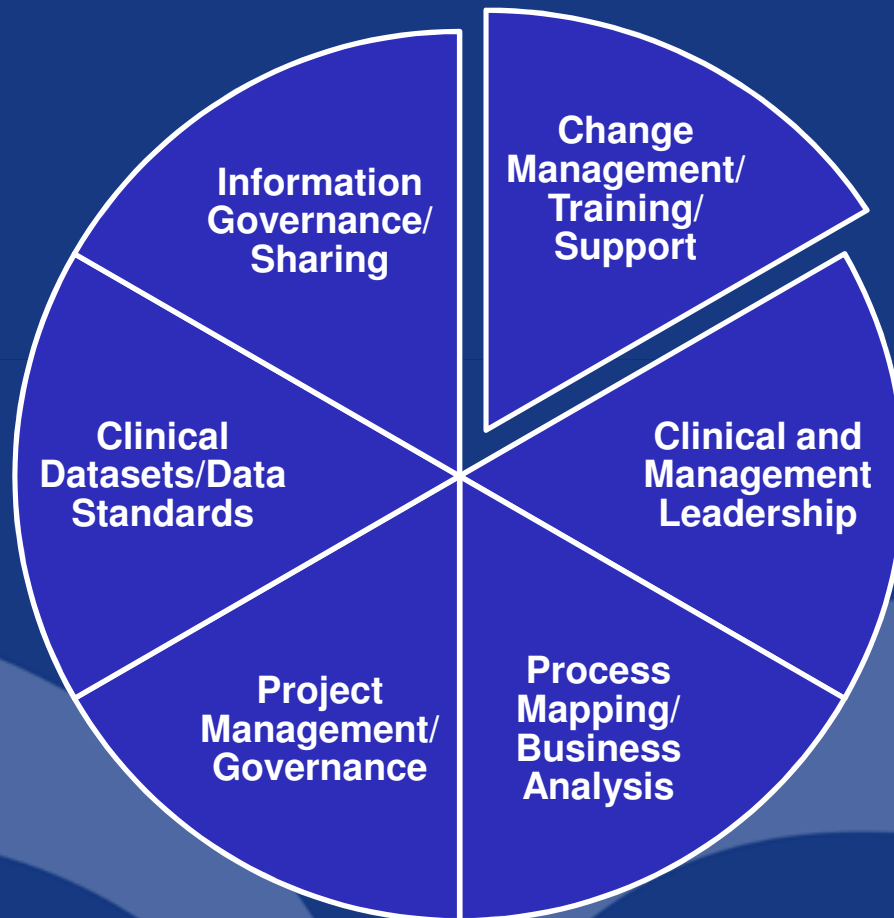 Change
Management/
Training/
Support
Clinical and
Management
Leadership
Process
Mapping/
Business
Analysis
Project
Management/
Governance
Clinical
Datasets/Data
Standards
Information
Governance/
Sharing